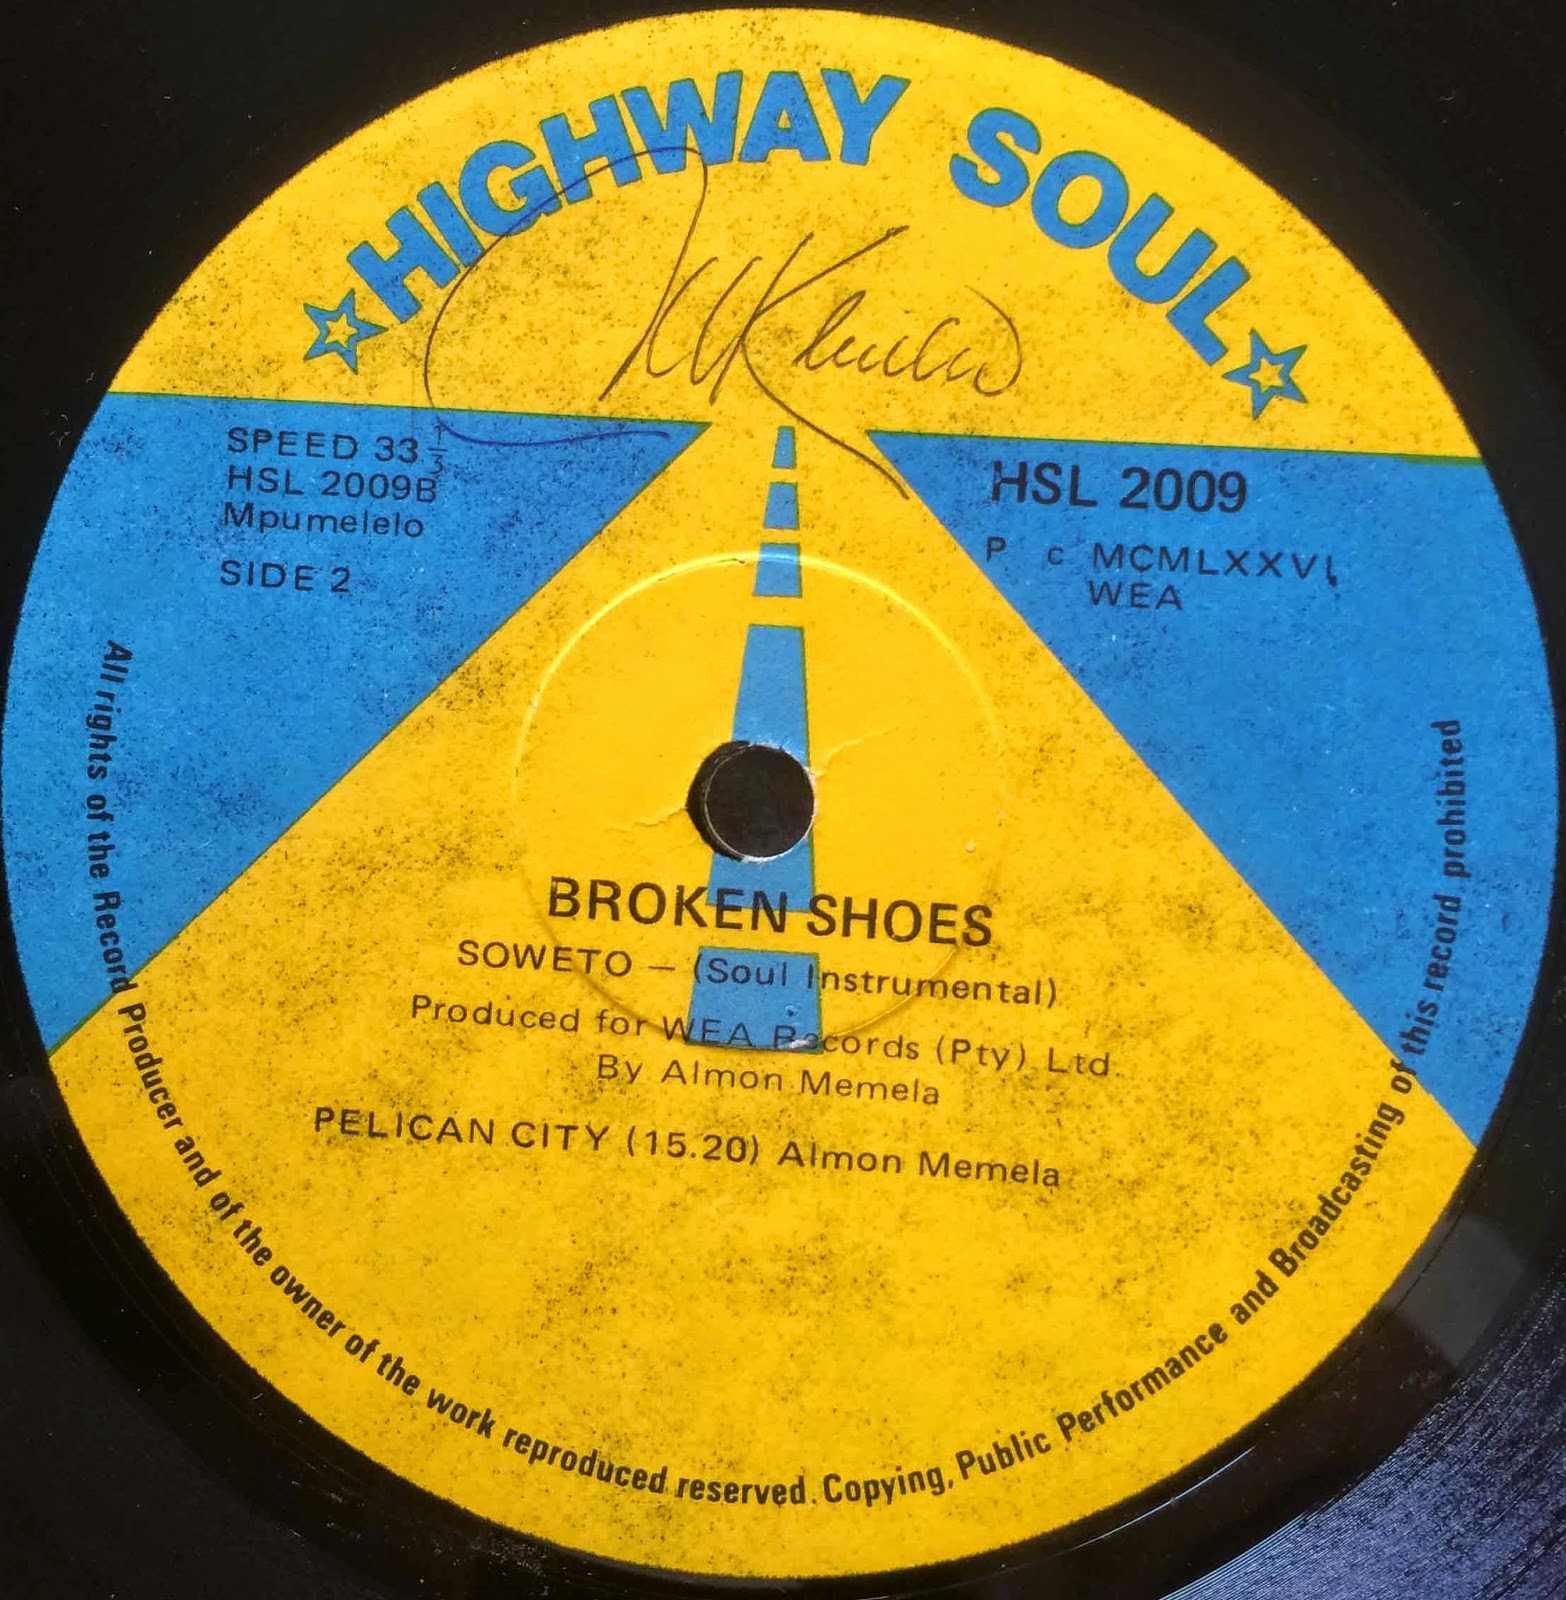 HIGHWAY SOUL
SPEED 33 1/3
HSL 2009B
Mpumelelo
SIDE 2
HSL 2009
P c MCMLXXVI
WEA
BROKEN SHOES
SOWETO — (Soul Instrumental)
Produced for WEA Records (Pty) Ltd.
By Almon Memela
PELICAN CITY (15.20) Almon Memela
All rights of the Record Producer and of the owner of the work reproduced reserved. Copying, Public Performance and Broadcasting of this record prohibited